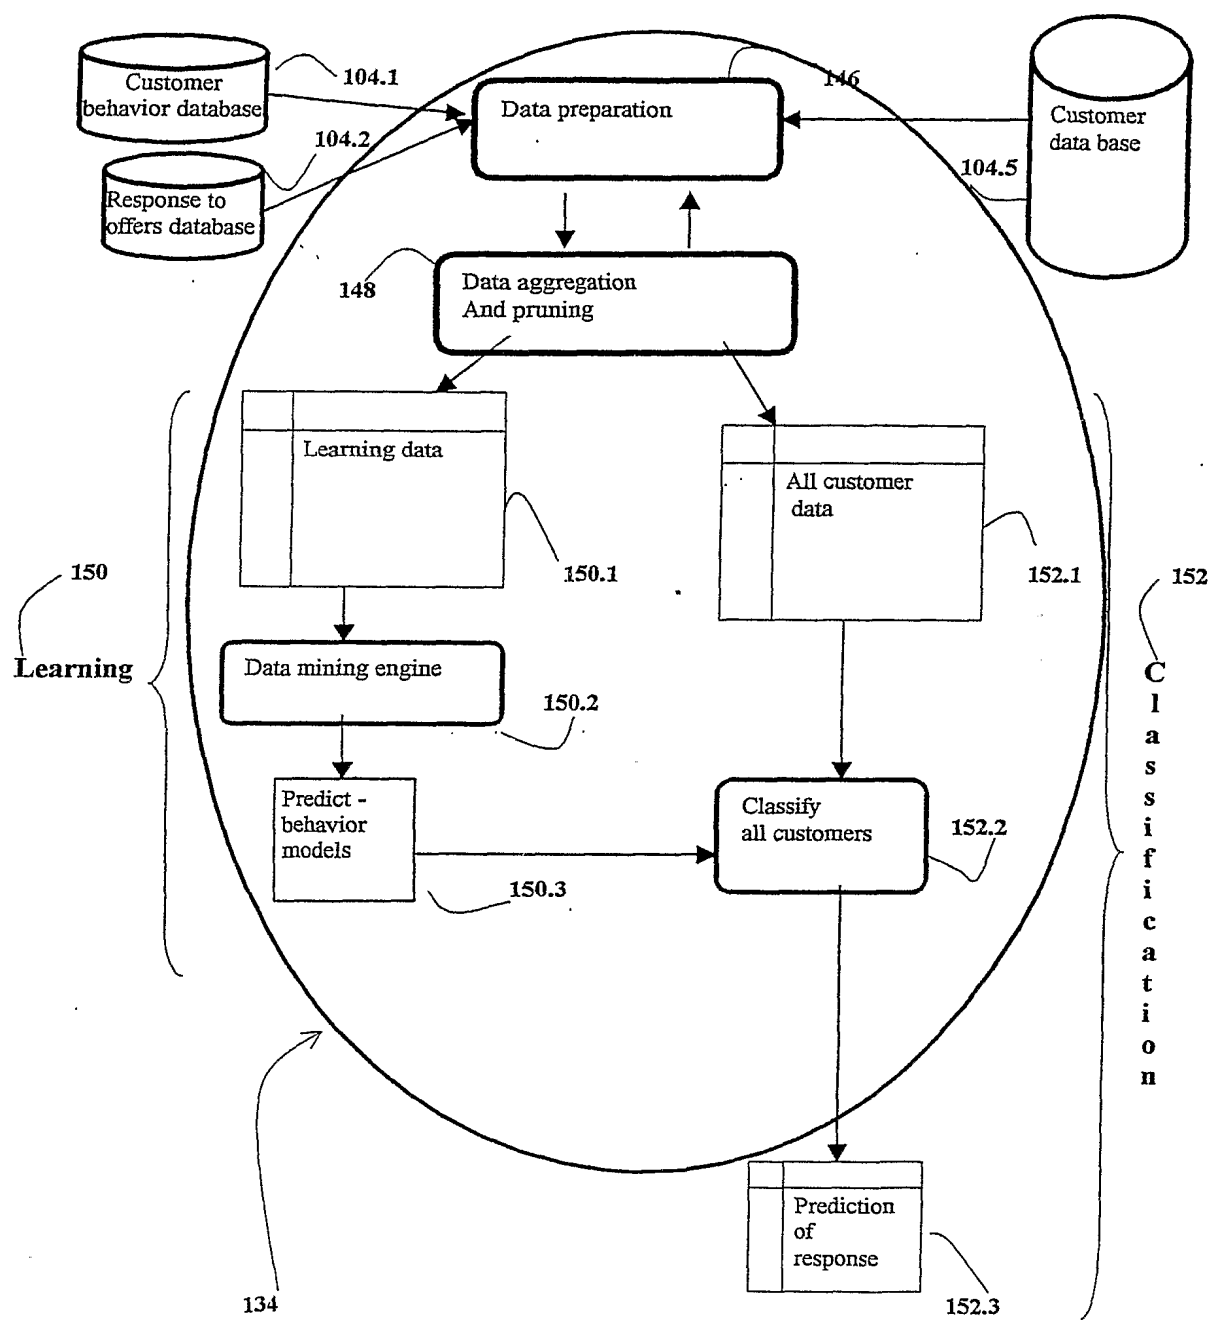 Customer
behavior database
104.1
146
Data preparation
Customer
data base
104.2
104.5
Response to
offers database
148
Data aggregation
And pruning
Learning data
All customer
data
150
150.1
152.1
152
Learning
Data mining engine
150.2
Classification
Predict -
behavior
models
Classify
all customers
152.2
150.3
Prediction
of
response
134
152.3